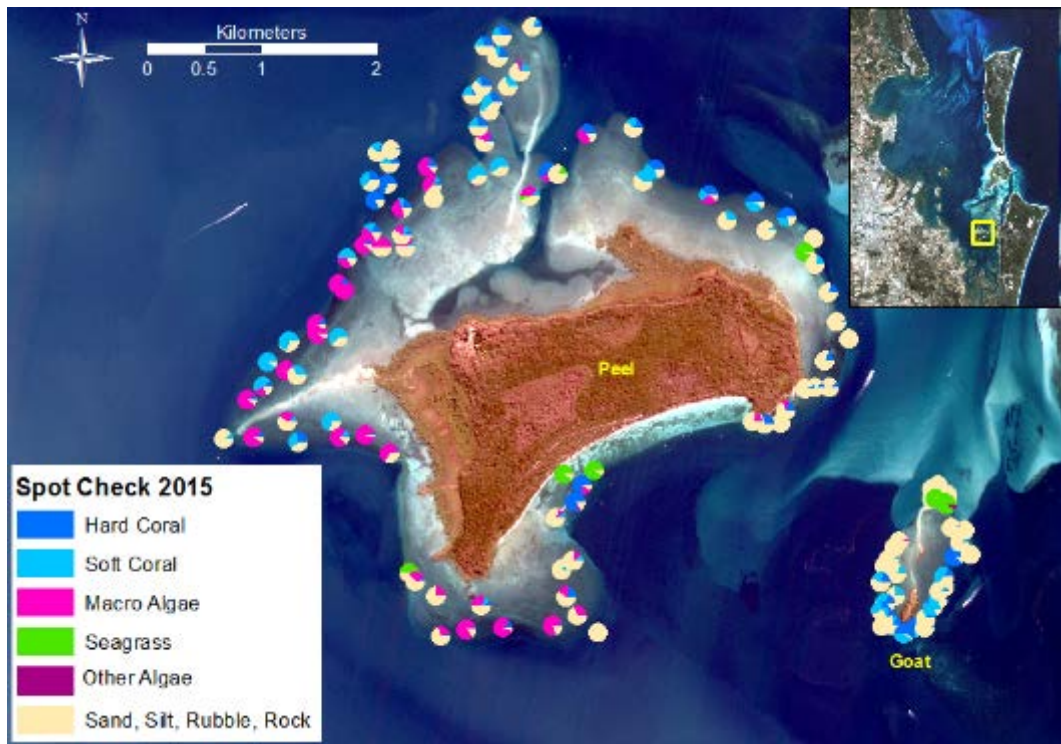 N
Kilometers
0 0.5 1 2
Peel
Goat
Spot Check 2015
Hard Coral
Soft Coral
Macro Algae
Seagrass
Other Algae
Sand, Silt, Rubble, Rock